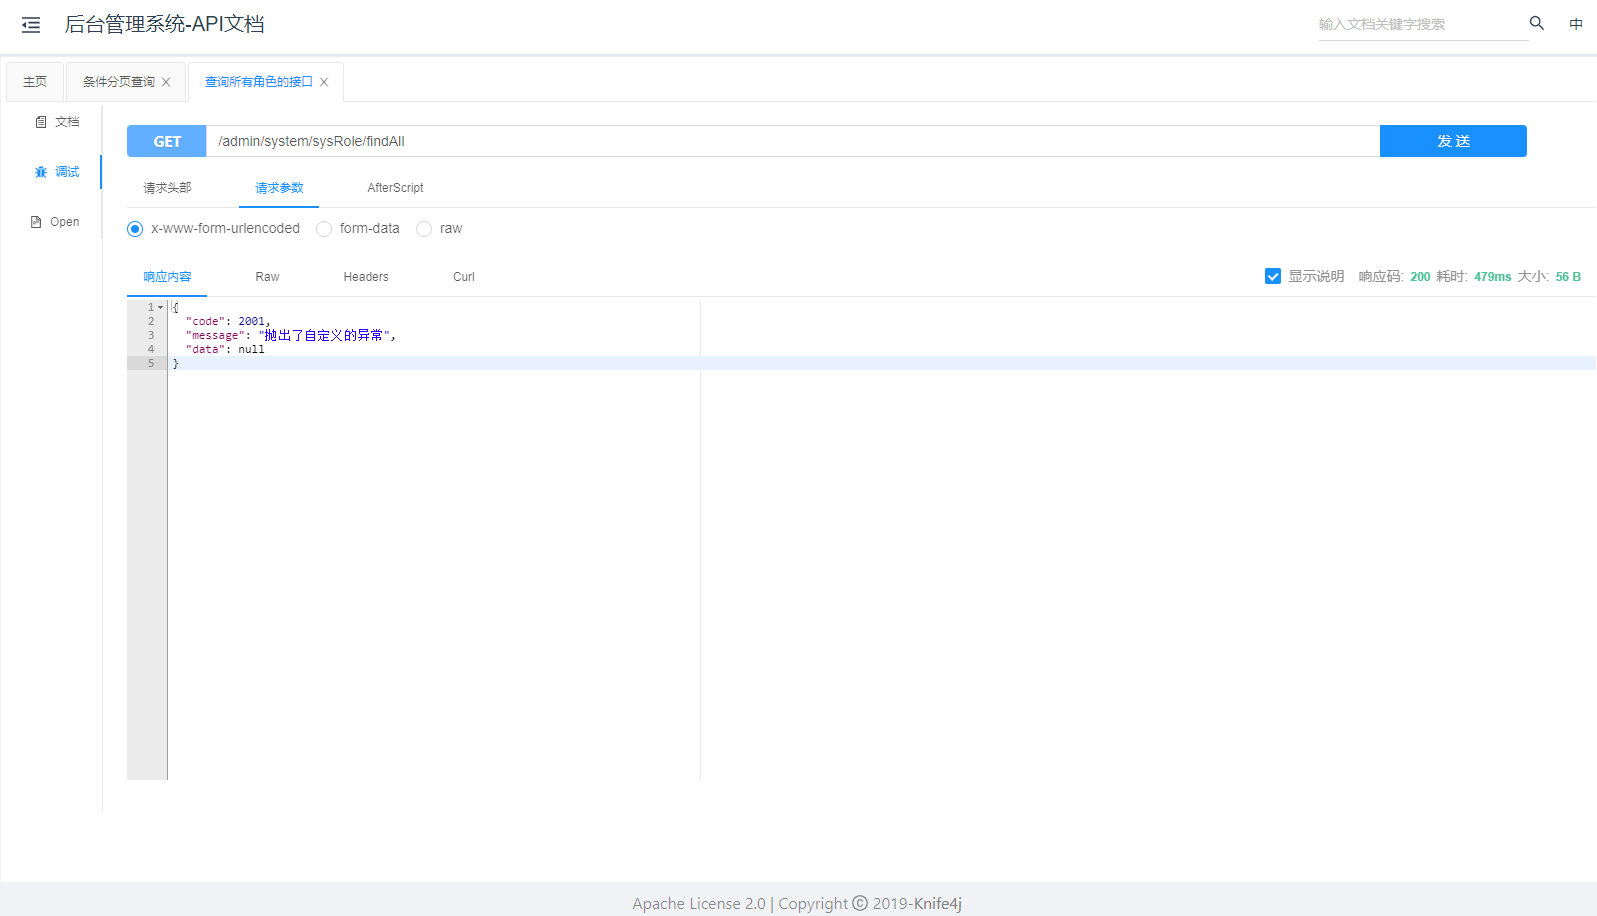 后台管理系统-API文档
输入文档关键字搜索
中
主页
条件分页查询
查询所有角色的接口
文档
调试
Open
GET /admin/system/sysRole/findAll 发 送
请求头部 请求参数 AfterScript
x-www-form-urlencoded form-data raw
响应内容 Raw Headers Curl
显示说明 响应码: 200 耗时: 479ms 大小: 56 B
1 {
2 "code": 2001,
3 "message": "抛出了自定义的异常",
4 "data": null
5 }
Apache License 2.0 | Copyright © 2019-Knife4j